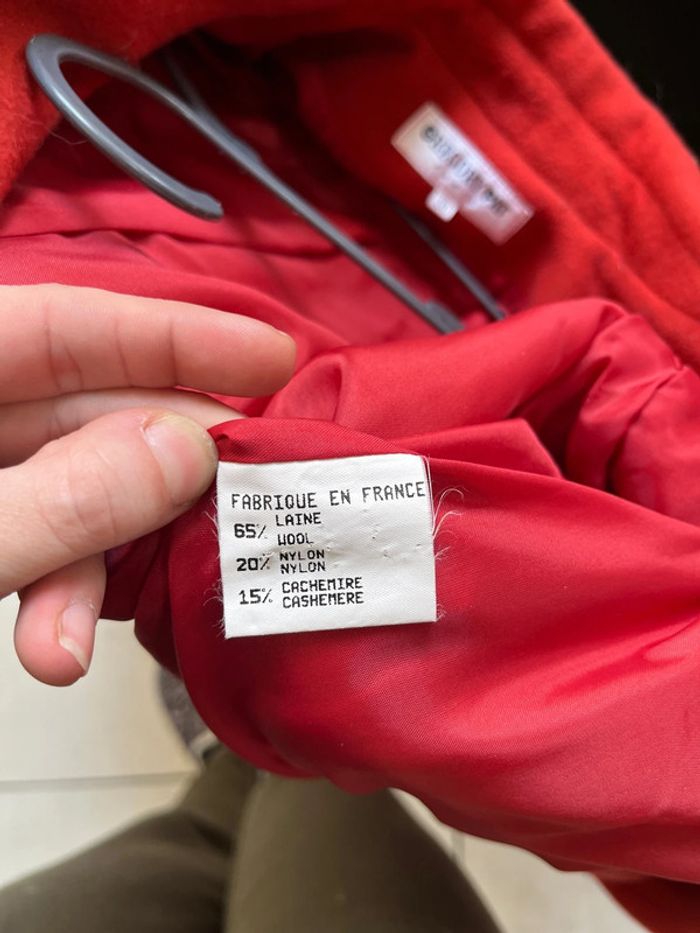 FABRIQUE EN FRANCE
65% LAINE
WOOL
20% NYLON
NYLON
15% CACHEMIRE
CASHEMERE